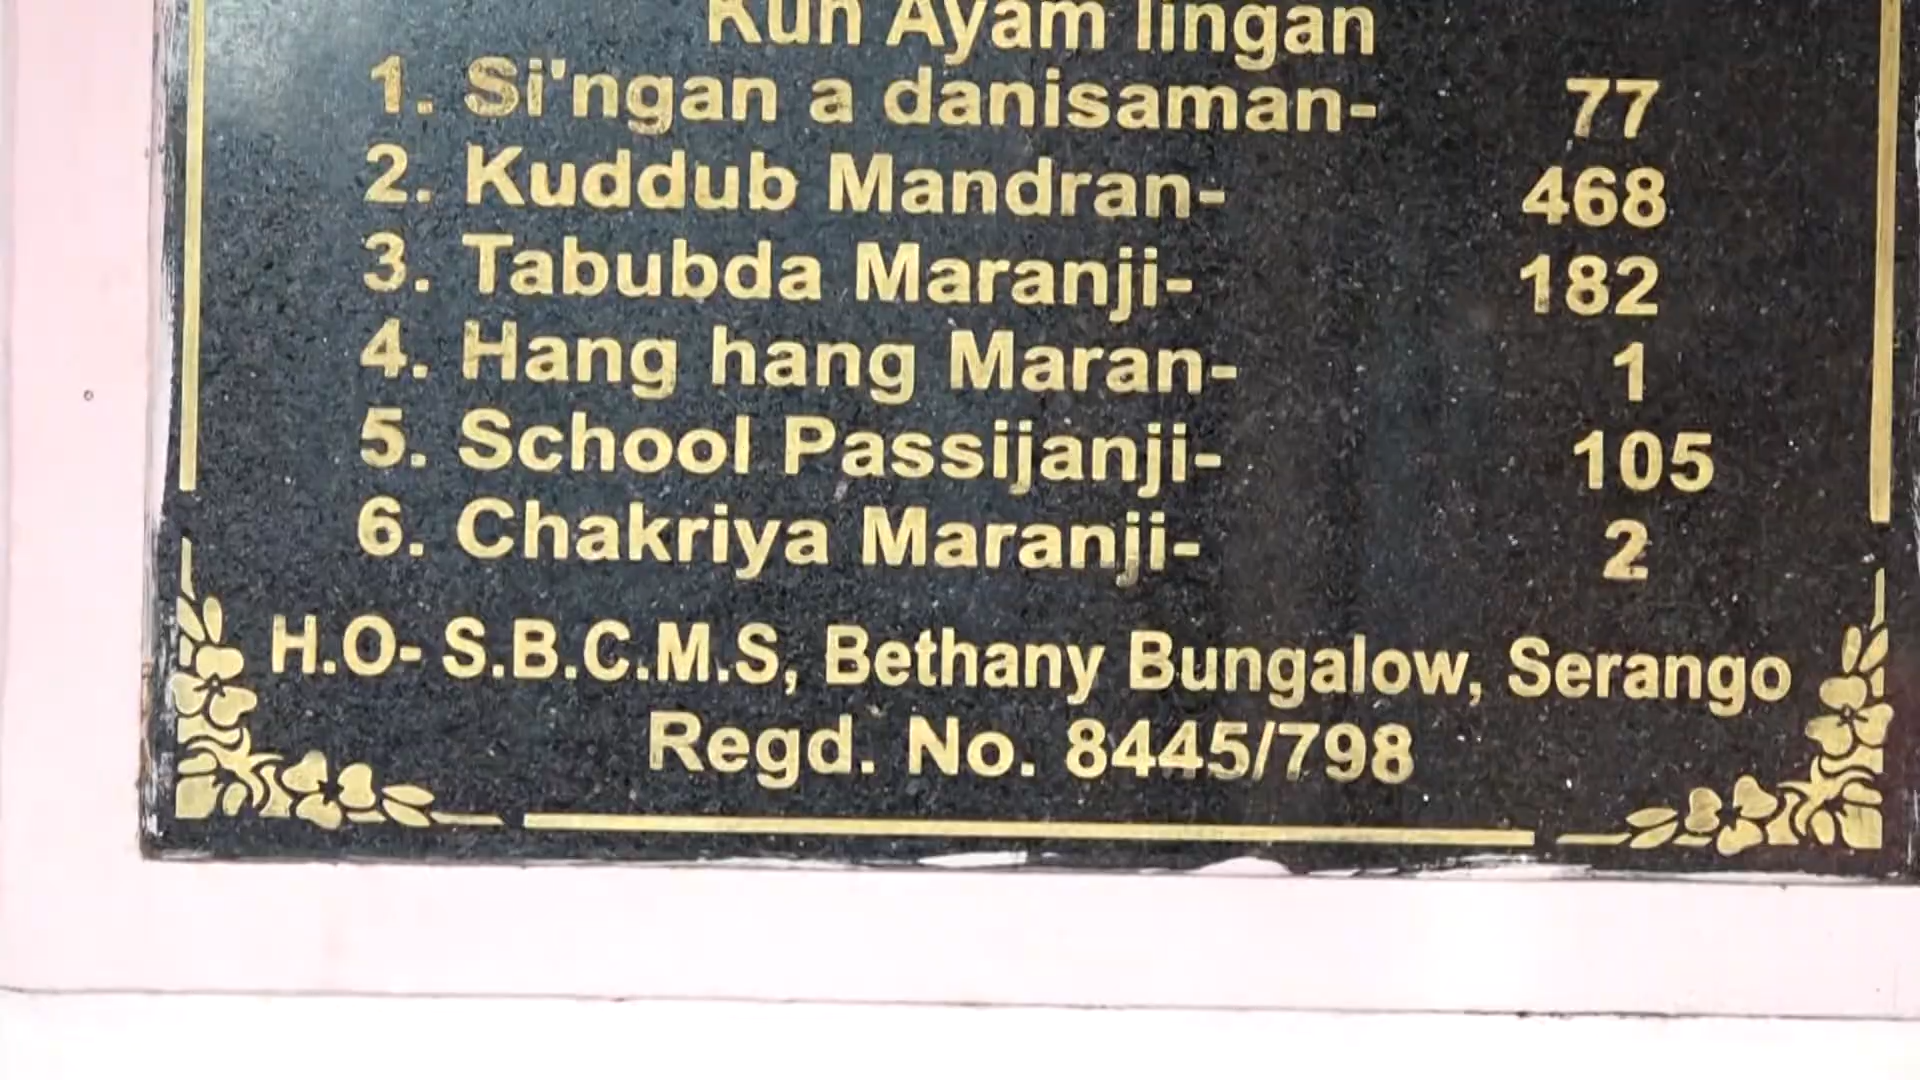 Kun Ayam lingan
1. Si'ngan a danisaman- 77
2. Kuddub Mandran- 468
3. Tabubda Maranji- 182
4. Hang hang Maran- 1
5. School Passijanji- 105
6. Chakriya Maranji- 2
H.O- S.B.C.M.S, Bethany Bungalow, Serango
Regd. No. 8445/798